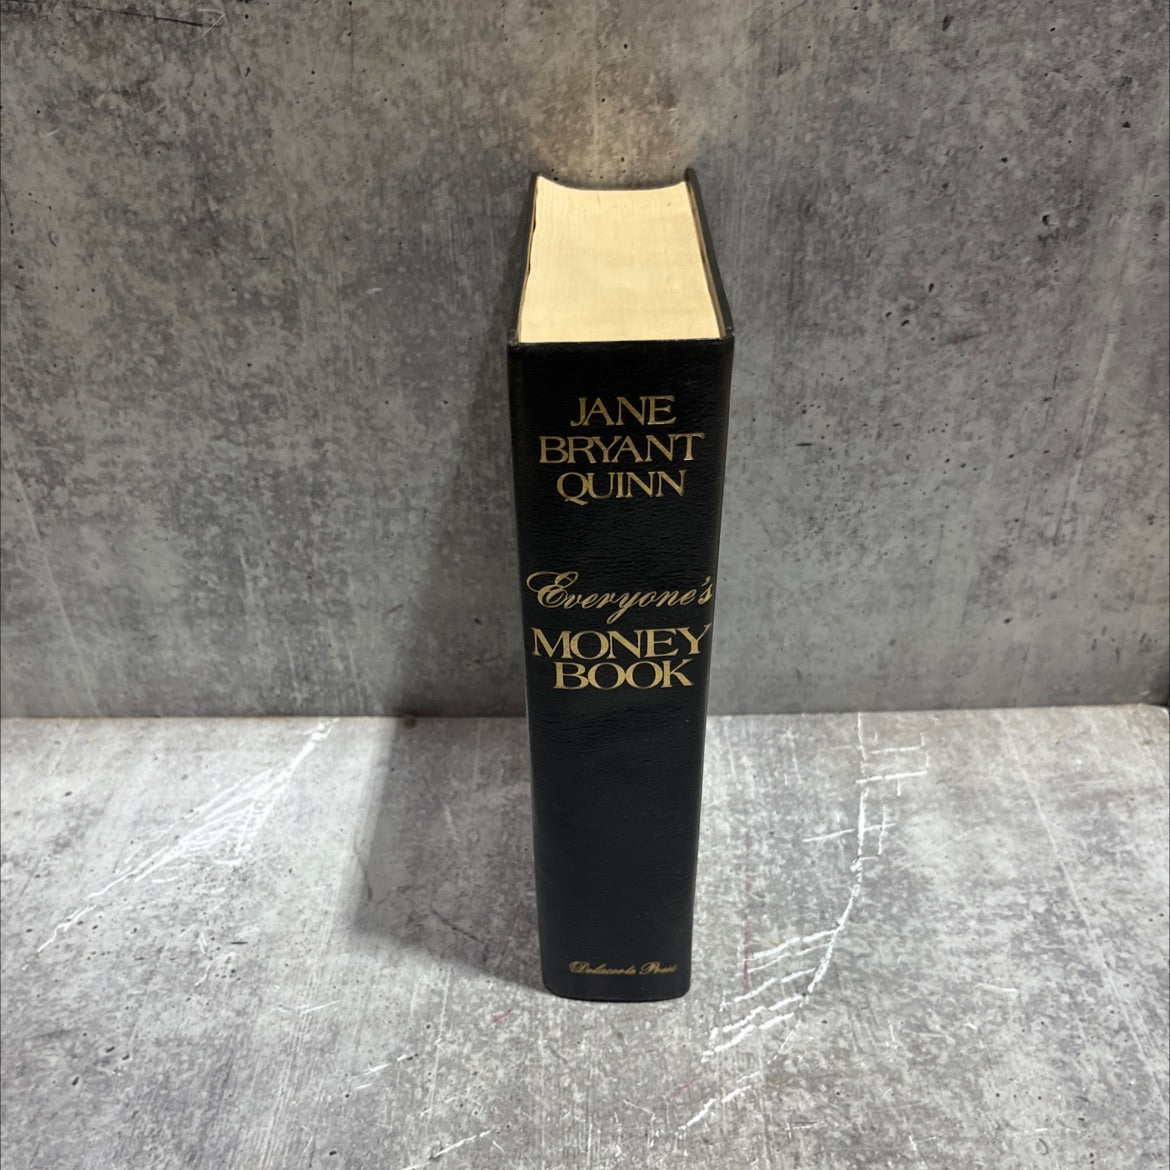 JANE
BRYANT
QUINN
Everyone's
MONEY
BOOK
Delacorte Press